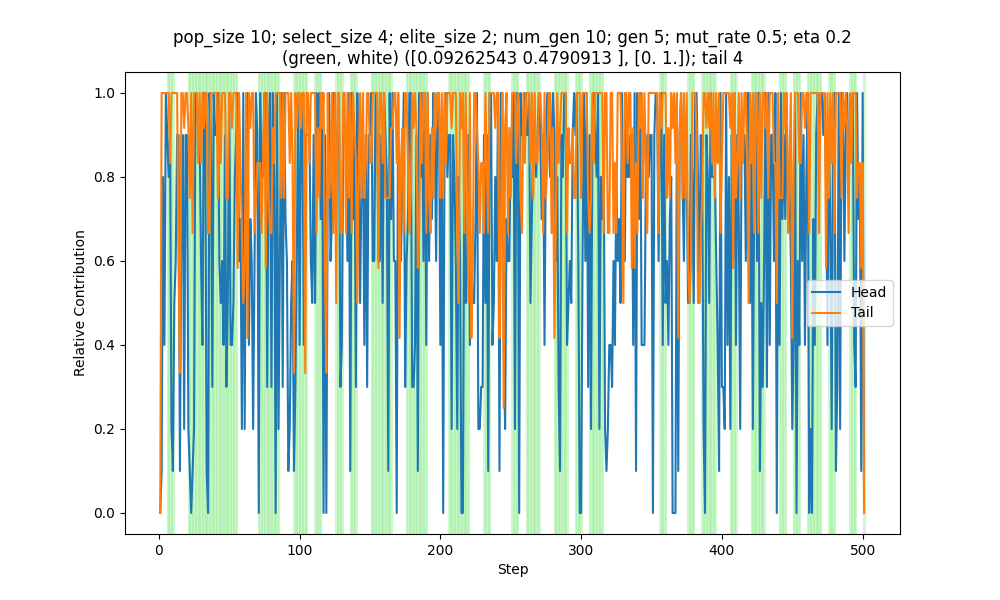 pop_size 10; select_size 4; elite_size 2; num_gen 10; gen 5; mut_rate 0.5; eta 0.2
(green, white) ([0.09262543 0.4790913 ], [0. 1.]); tail 4
1.0
0.8
0.6
0.4
0.2
0.0
Relative Contribution
Head
Tail
0
100
200
300
400
500
Step